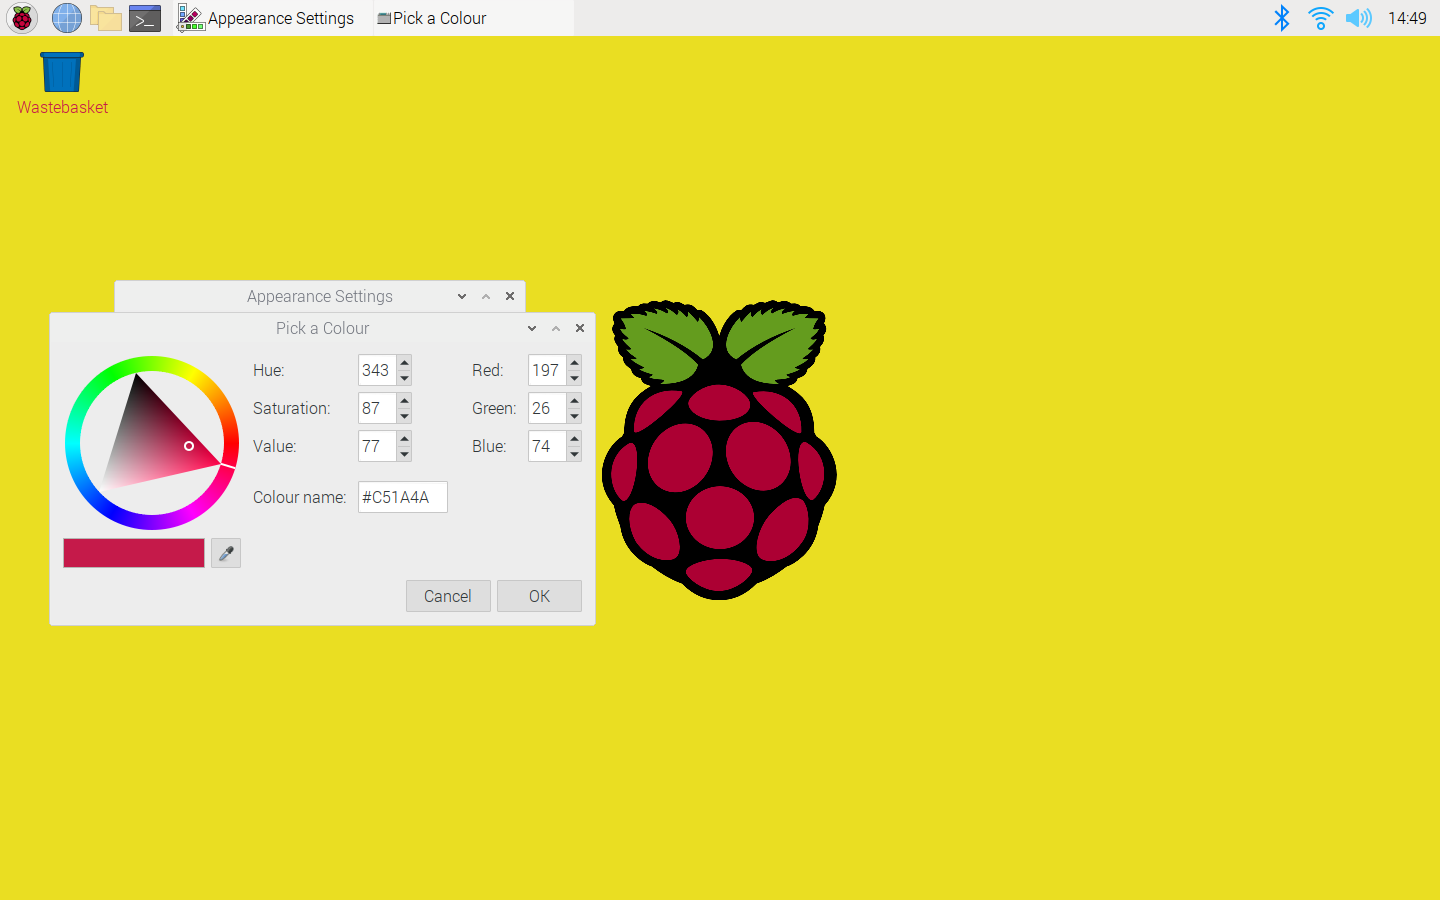 Appearance Settings
Pick a Colour
14:49
Wastebasket
Appearance Settings
Pick a Colour
Hue: 343 Red: 197
Saturation: 87 Green: 26
Value: 77 Blue: 74
Colour name: #C51A4A
Cancel OK